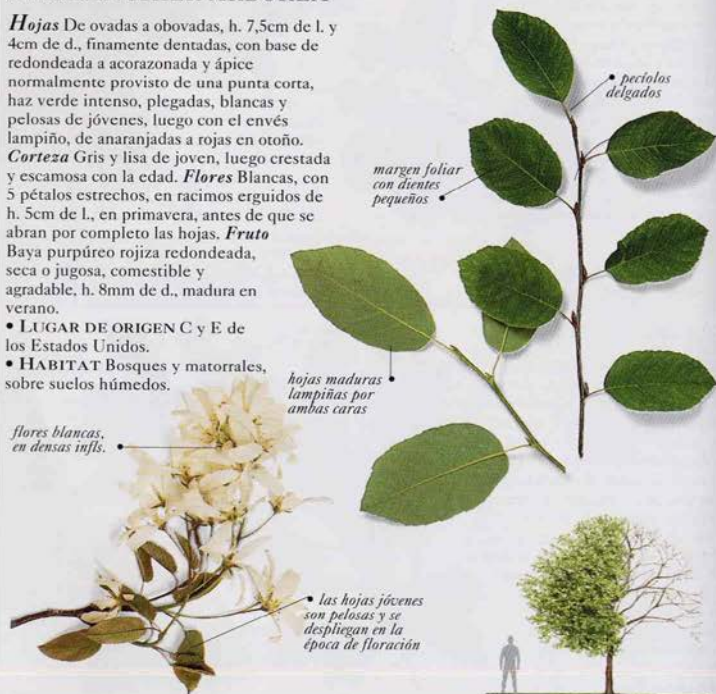 Hojas De ovadas a obovadas, h. 7,5cm de l. y
4cm de d., finamente dentadas, con base de
redondeada a acorazonada y ápice
normalmente provisto de una punta corta,
haz verde intenso, plegadas, blancas y
pelosas de jóvenes, luego con el envés
lampiño, de anaranjadas a rojas en otoño.
Corteza Gris y lisa de joven, luego crestada
y escamosa con la edad. Flores Blancas, con
5 pétalos estrechos, en racimos erguidos de
h. 5cm de l., en primavera, antes de que se
abran por completo las hojas. Fruto
Baya purpúreo rojiza redondeada,
seca o jugosa, comestible y
agradable, h. 8mm de d., madura en
verano.
• LUGAR DE ORIGEN C y E de
los Estados Unidos.
• HABITAT Bosques y matorrales,
sobre suelos húmedos.
• pecíolos
delgados
margen foliar
con dientes
pequeños •
hojas maduras •
lampiñas por
ambas caras
flores blancas,
en densas infls. •
• las hojas jóvenes
son pelosas y se
despliegan en la
época de floración